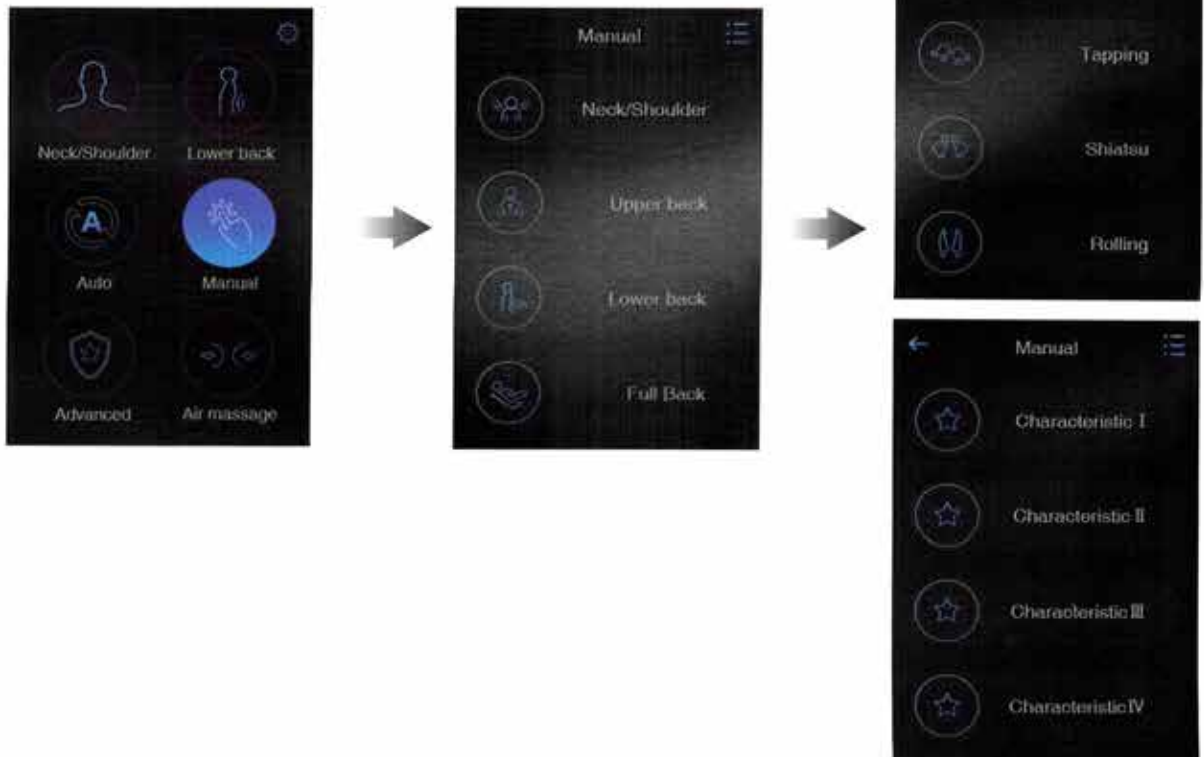 Neck/Shoulder Lower back
A
Auto Manual
Advanced Air massage
Manual
Neck/Shoulder
Upper back
Lower back
Full Back
Tapping
Shiatsu
Rolling
Manual
Characteristic Ⅰ
Characteristic Ⅱ
Characteristic Ⅲ
Characteristic Ⅳ